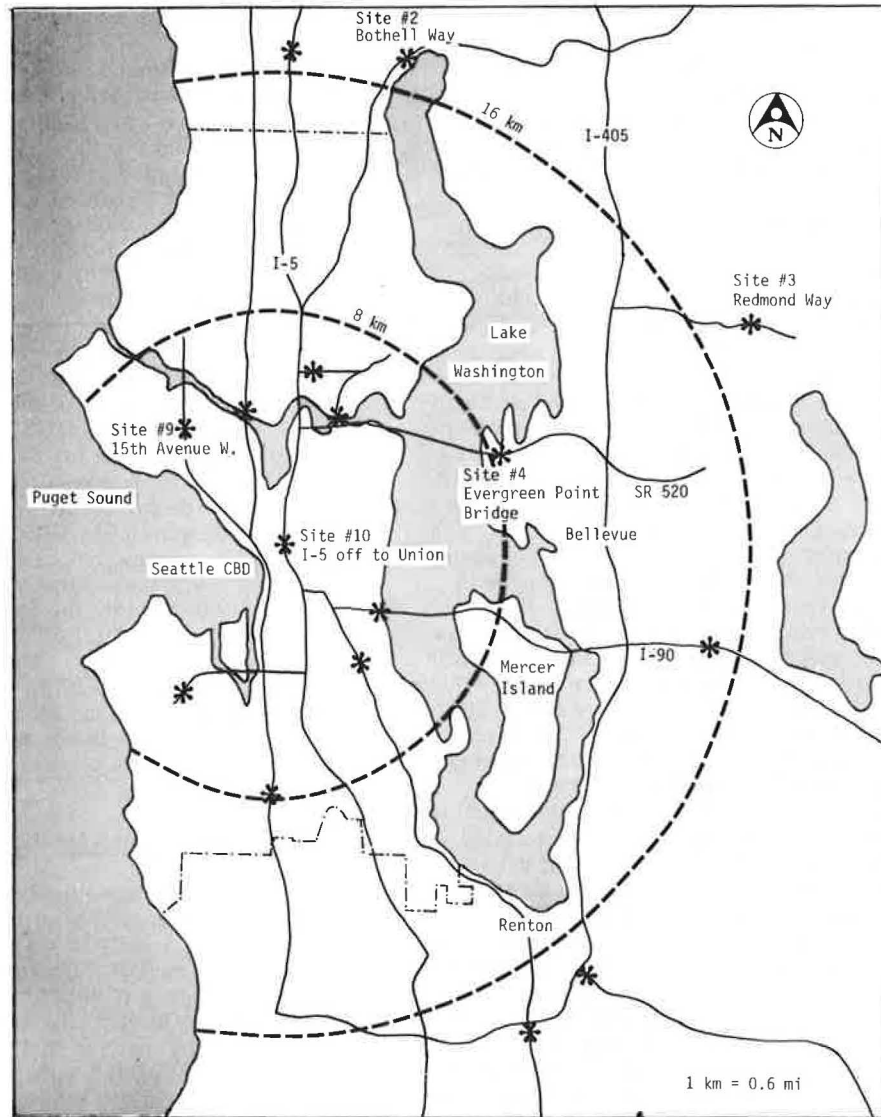 Site #2
Bothell Way
16 km
I-405
N
I-5
Site #3
Redmond Way
8 km
Lake
Washington
Site #9
15th Avenue W.
Site #4
Evergreen Point
Bridge
SR 520
Puget Sound
Bellevue
Site #10
I-5 off to Union
Seattle CBD
I-90
Mercer
Island
Renton
1 km = 0.6 mi